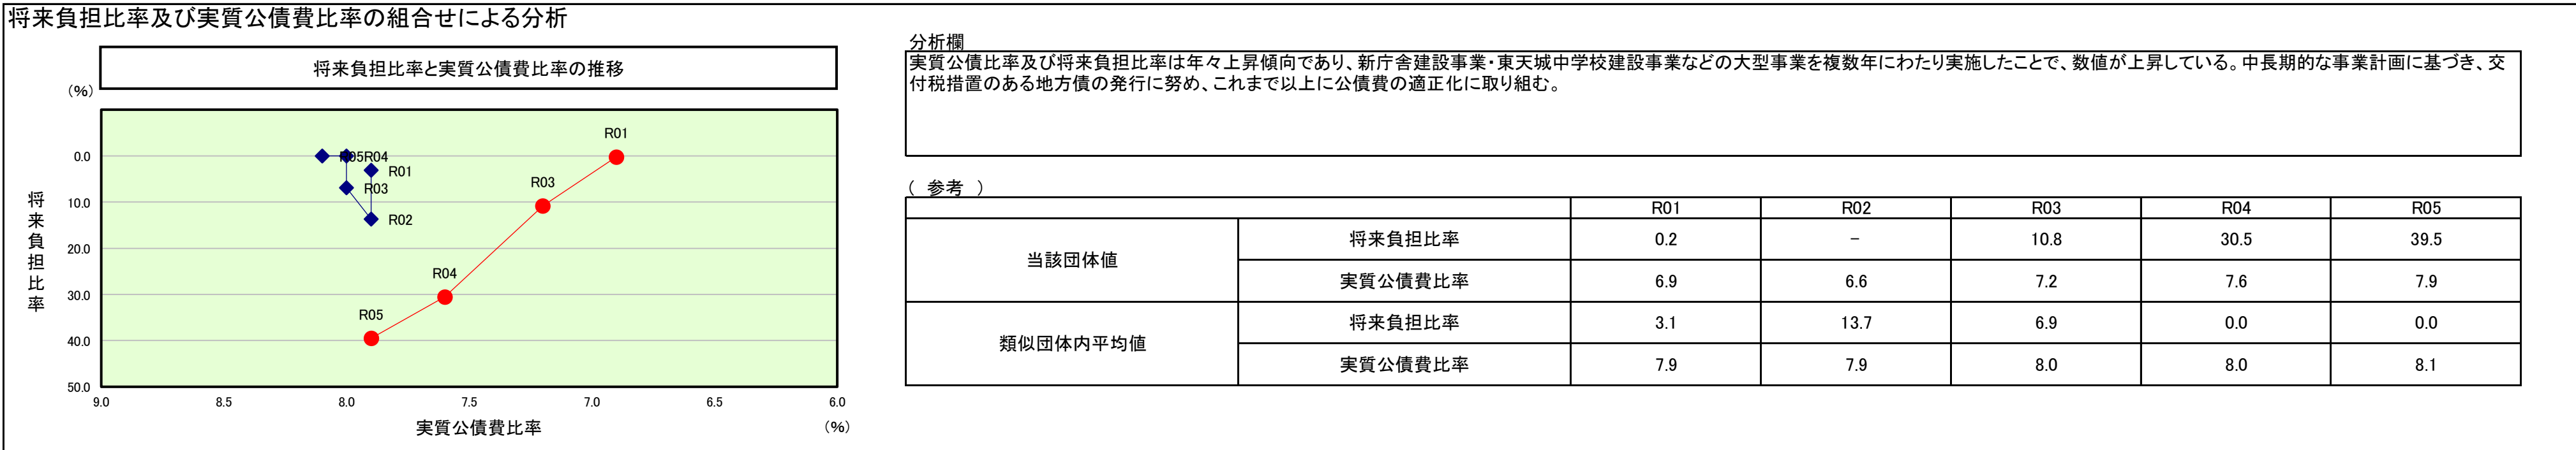 将来負担比率及び実質公債費比率の組合せによる分析
将来負担比率と実質公債費比率の推移
(%)
0.0
10.0
20.0
30.0
40.0
50.0
将来負担比率
R01
R03
R04
R05
R05
R04
R01
R03
R02
9.0 8.5 8.0 7.5 7.0 6.5 6.0
実質公債費比率
(%)
分析欄
実質公債比率及び将来負担比率は年々上昇傾向であり、新庁舎建設事業・東天城中学校建設事業などの大型事業を複数年にわたり実施したことで、数値が上昇している。中長期的な事業計画に基づき、交
付税措置のある地方債の発行に努め、これまで以上に公債費の適正化に取り組む。
( 参考 )
R01 R02 R03 R04 R05
当該団体値
将来負担比率 0.2 － 10.8 30.5 39.5
実質公債費比率 6.9 6.6 7.2 7.6 7.9
類似団体内平均値
将来負担比率 3.1 13.7 6.9 0.0 0.0
実質公債費比率 7.9 7.9 8.0 8.0 8.1